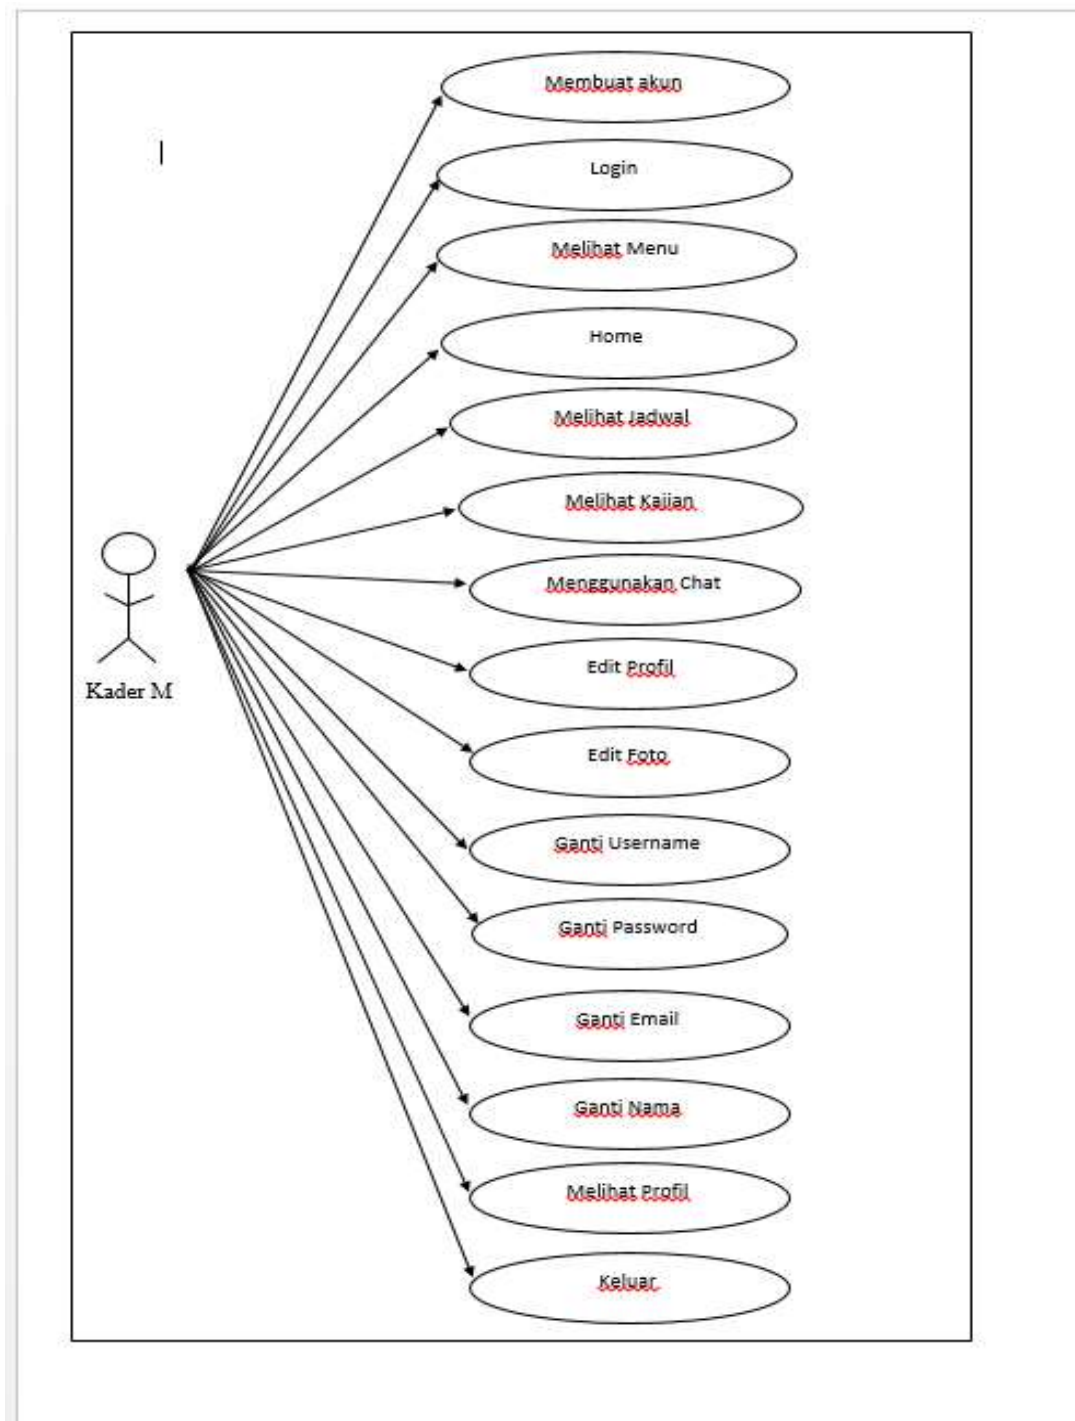 Membuat akun
Login
Melihat Menu
Home
Melihat Jadwal
Melihat Kajian
Menggunakan Chat
Edit Profil
Edit Foto
Ganti Username
Ganti Password
Ganti Email
Ganti Nama
Melihat Profil
Keluar
Kader M